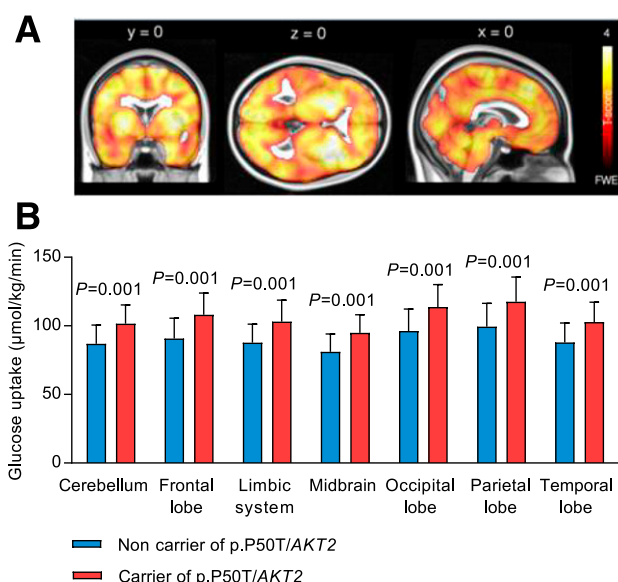 A
y = 0 z = 0 x = 0
4
T-score
FWE
B
Glucose uptake (µmol/kg/min)
150
100
50
0
P=0.001 P=0.001 P=0.001 P=0.001 P=0.001 P=0.001 P=0.001
Cerebellum Frontal Limbic Midbrain Occipital Parietal Temporal
lobe system lobe lobe lobe
Non carrier of p.P50T/AKT2
Carrier of p.P50T/AKT2